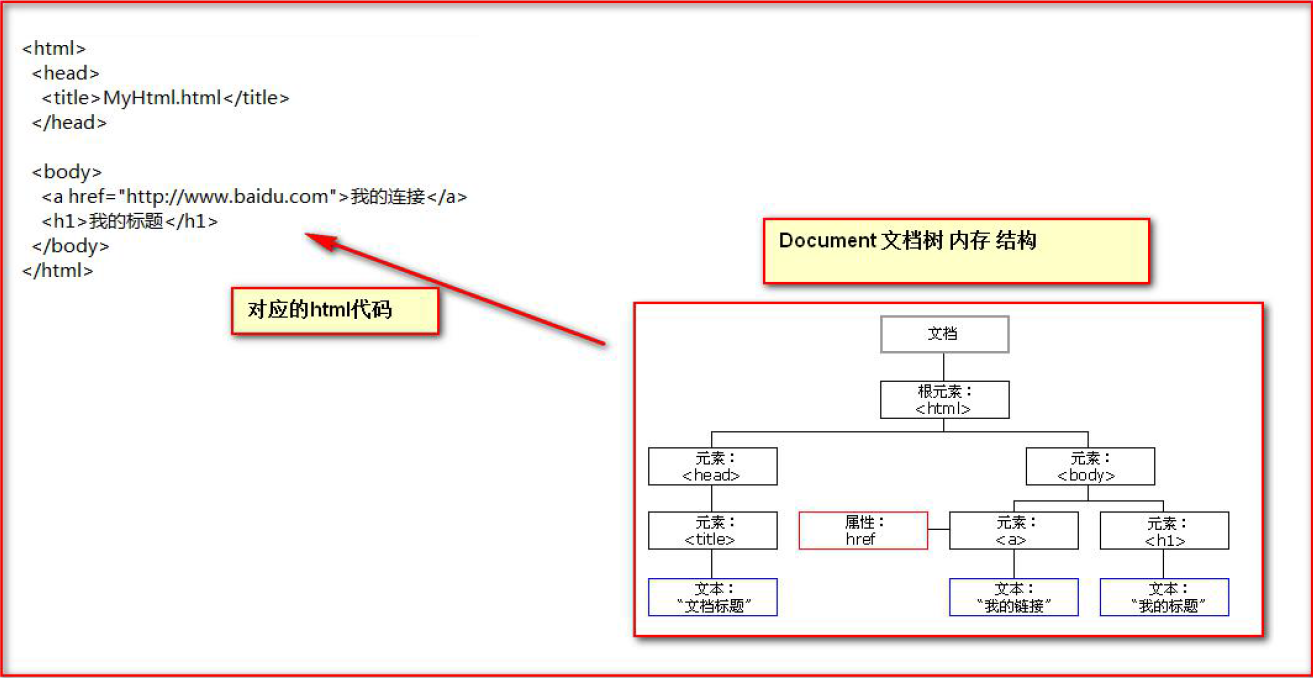 <html>
<head>
<title>MyHtml.html</title>
</head>
<body>
<a href="http://www.baidu.com">我的连接</a>
<h1>我的标题</h1>
</body>
</html>
对应的html代码
Document 文档树 内存 结构
文档
根元素：
<html>
元素：
<head>
元素：
<body>
元素：
<title>
属性：
href
元素：
<a>
元素：
<h1>
文本：
“文档标题”
文本：
“我的链接”
文本：
“我的标题”